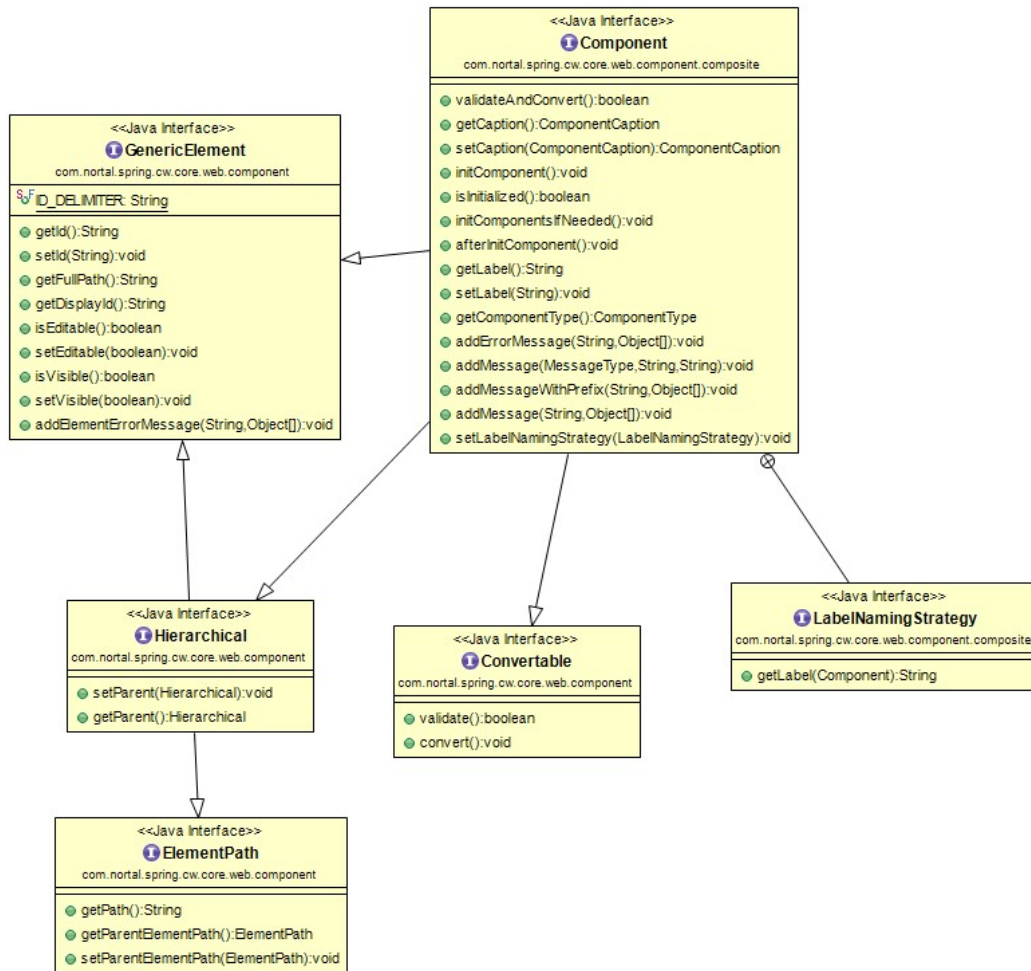 <<Java Interface>>
Component
com.nortal.spring.cw.core.web.component.composite
validateAndConvert():boolean
getCaption():ComponentCaption
setCaption(ComponentCaption):ComponentCaption
initComponent():void
isInitialized():boolean
initComponentsIfNeeded():void
afterInitComponent():void
getLabel():String
setLabel(String):void
getComponentType():ComponentType
addErrorMessage(String,Object[]):void
addMessage(MessageType,String,String):void
addMessageWithPrefix(String,Object[]):void
addMessage(String,Object[]):void
setLabelNamingStrategy(LabelNamingStrategy):void
<<Java Interface>>
GenericElement
com.nortal.spring.cw.core.web.component
ID_DELIMITER: String
getId():String
setId(String):void
getFullPath():String
getDisplayId():String
isEditable():boolean
setEditable(boolean):void
isVisible():boolean
setVisible(boolean):void
addElementErrorMessage(String,Object[]):void
<<Java Interface>>
Hierarchical
com.nortal.spring.cw.core.web.component
setParent(Hierarchical):void
getParent():Hierarchical
<<Java Interface>>
Convertable
com.nortal.spring.cw.core.web.component
validate():boolean
convert():void
<<Java Interface>>
LabelNamingStrategy
com.nortal.spring.cw.core.web.component.composite
getLabel(Component):String
<<Java Interface>>
ElementPath
com.nortal.spring.cw.core.web.component
getPath():String
getParentElementPath():ElementPath
setParentElementPath(ElementPath):void